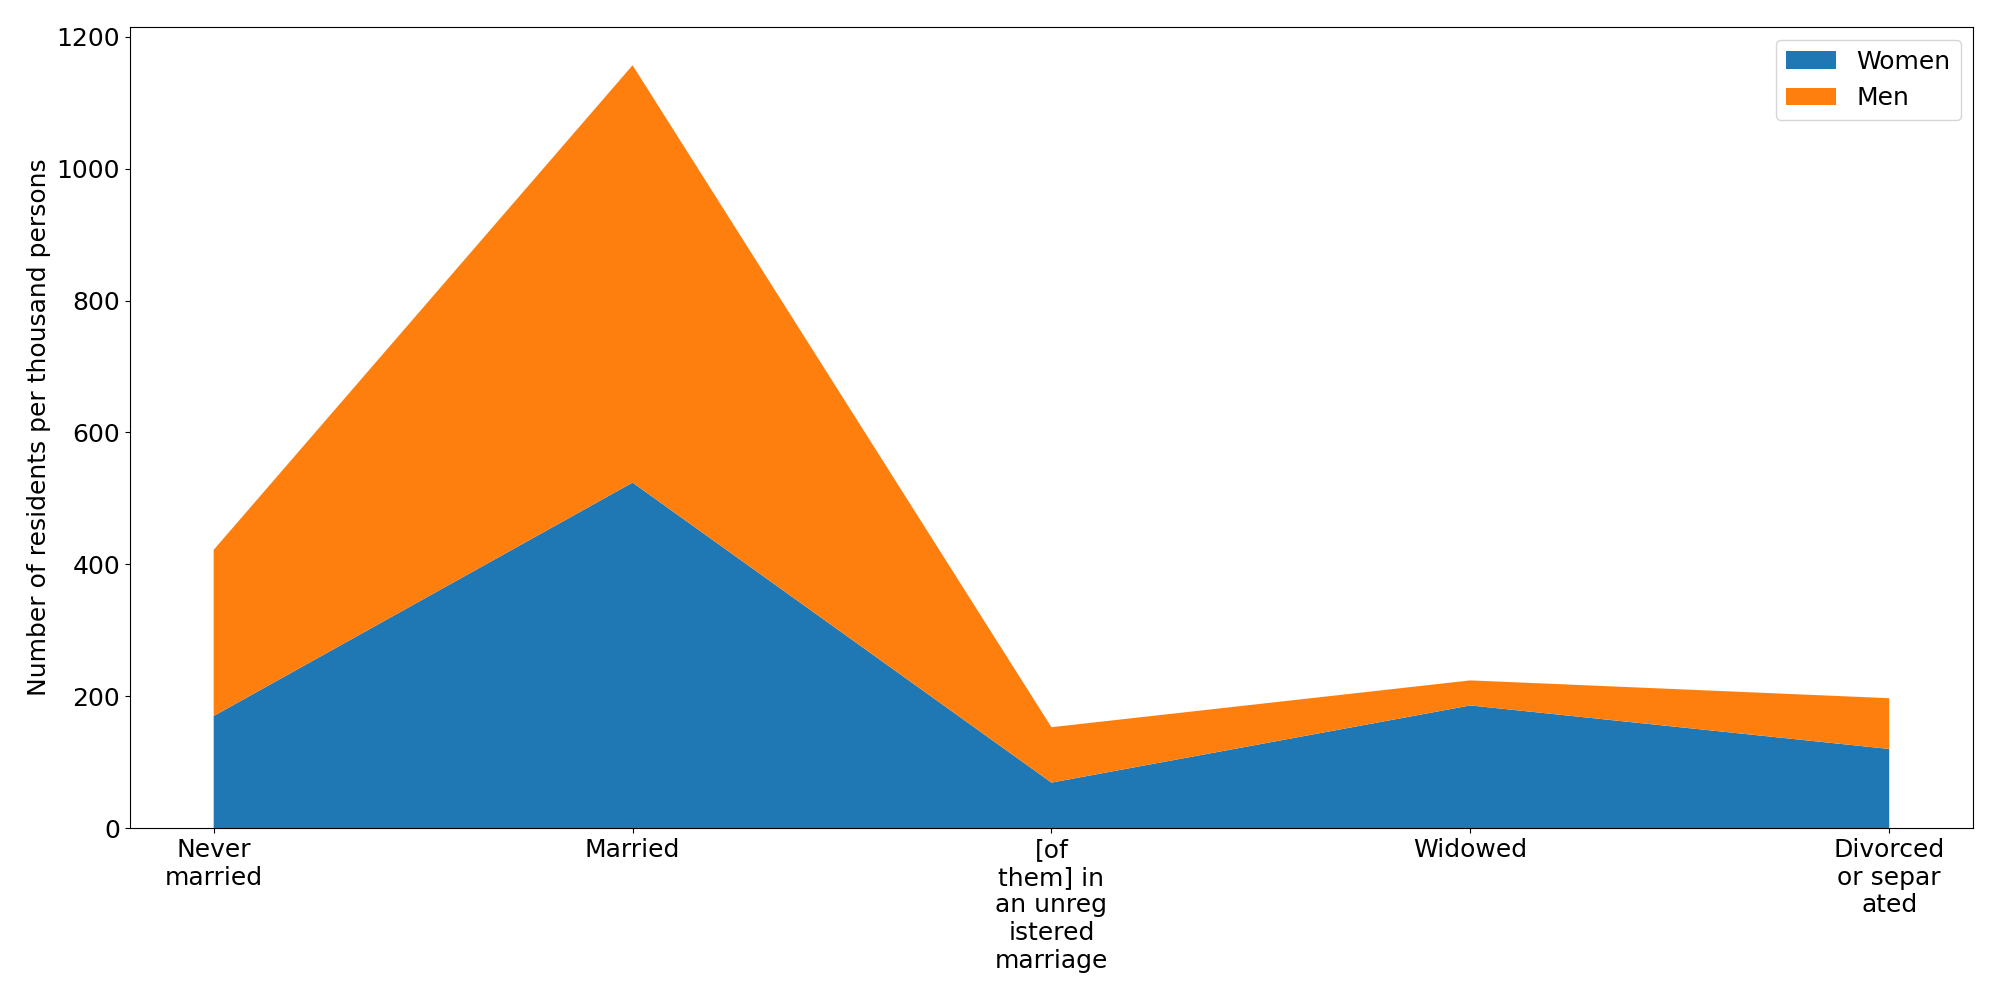 Number of residents per thousand persons
1200
1000
800
600
400
200
0
Women
Men
Never
married
Married
[of
them] in
an unreg
istered
marriage
Widowed
Divorced
or separ
ated